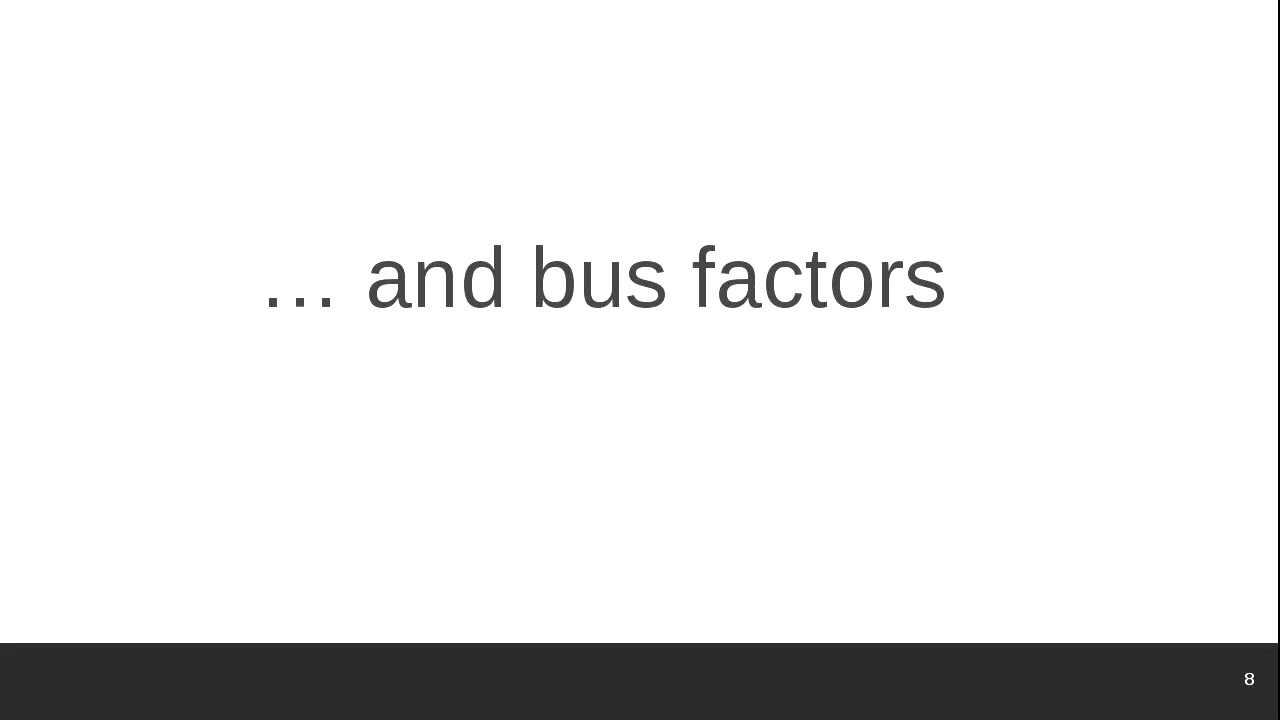 … and bus factors
8